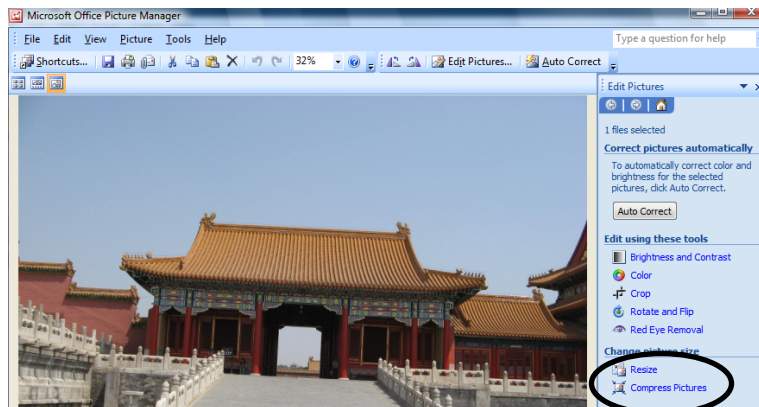 Microsoft Office Picture Manager
File Edit View Picture Tools Help
Type a question for help
Shortcuts... 32% Edit Pictures... Auto Correct
Edit Pictures
1 files selected
Correct pictures automatically
To automatically correct color and
brightness for the selected
pictures, click Auto Correct.
Auto Correct
Edit using these tools
Brightness and Contrast
Color
Crop
Rotate and Flip
Red Eye Removal
Change picture size
Resize
Compress Pictures